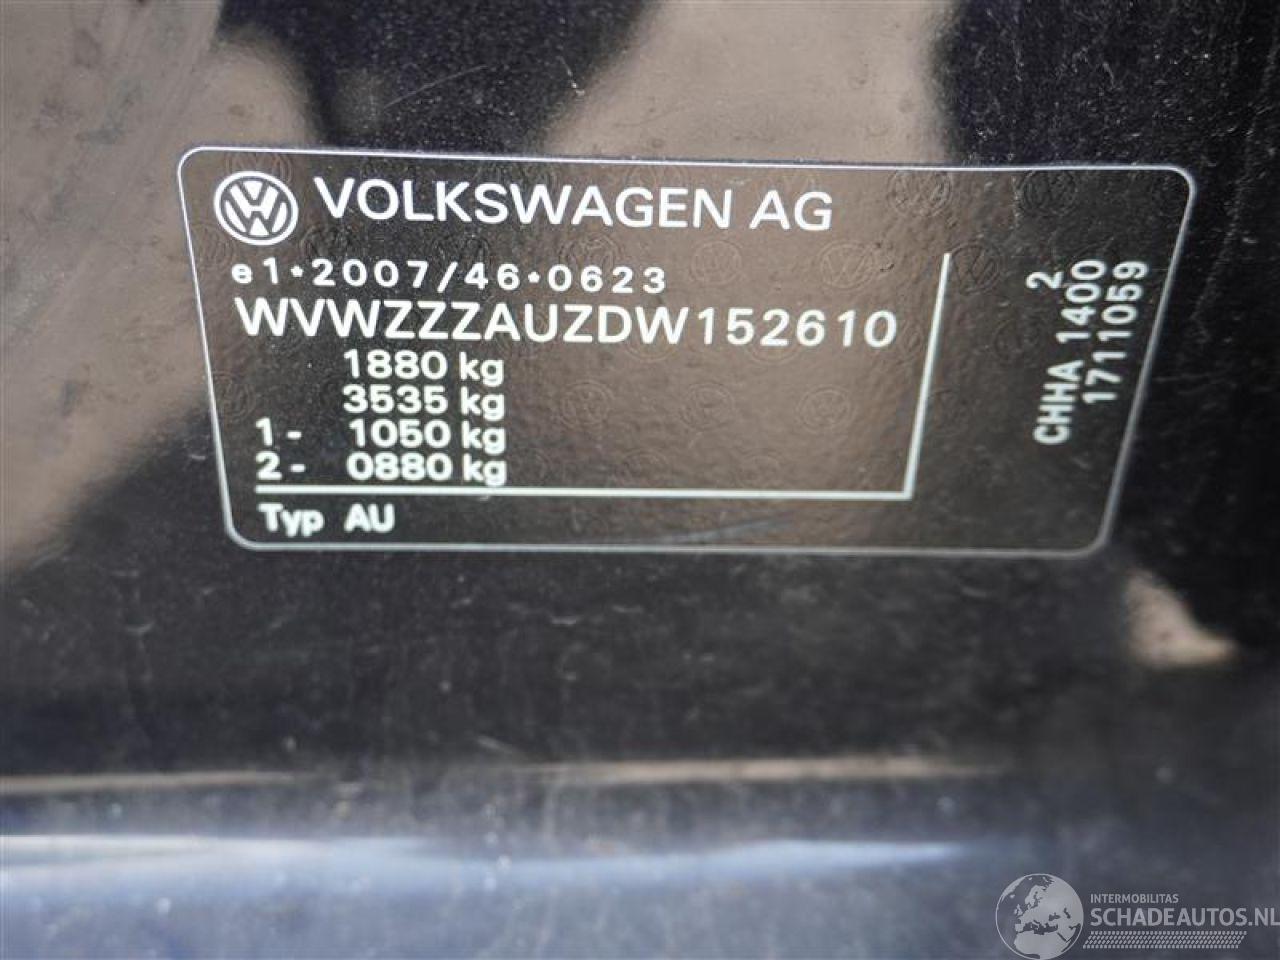 VOLKSWAGEN AG
e1*2007/46*0623
WVWZZZAUZDW152610
1880 kg
3535 kg
1- 1050 kg
2- 0880 kg
Typ AU
2
CHHA 1400
17111059
INTERMOBILITAS
SCHADEAUTOS.NL